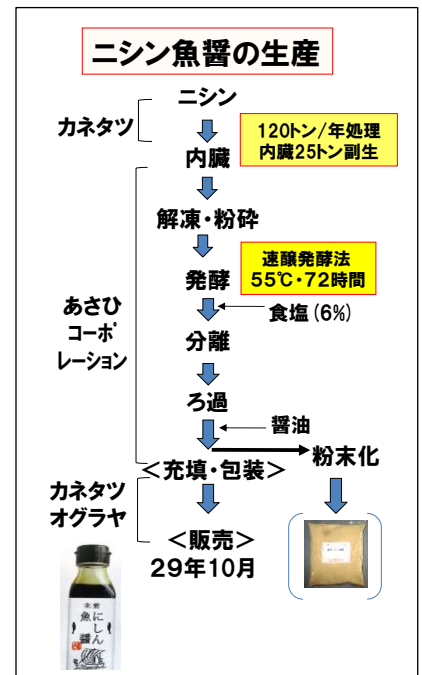 ニシン魚醤の生産
ニシン
カネタツ
120トン/年処理
内臓25トン副生
内臓
解凍・粉砕
発酵
速醸発酵法
55℃・72時間
食塩(6%)
あさひ
コーポ
レーション
分離
ろ過
醤油
<充填・包装>
粉末化
カネタツ
オグラヤ
<販売>
29年10月
にしん
魚醤